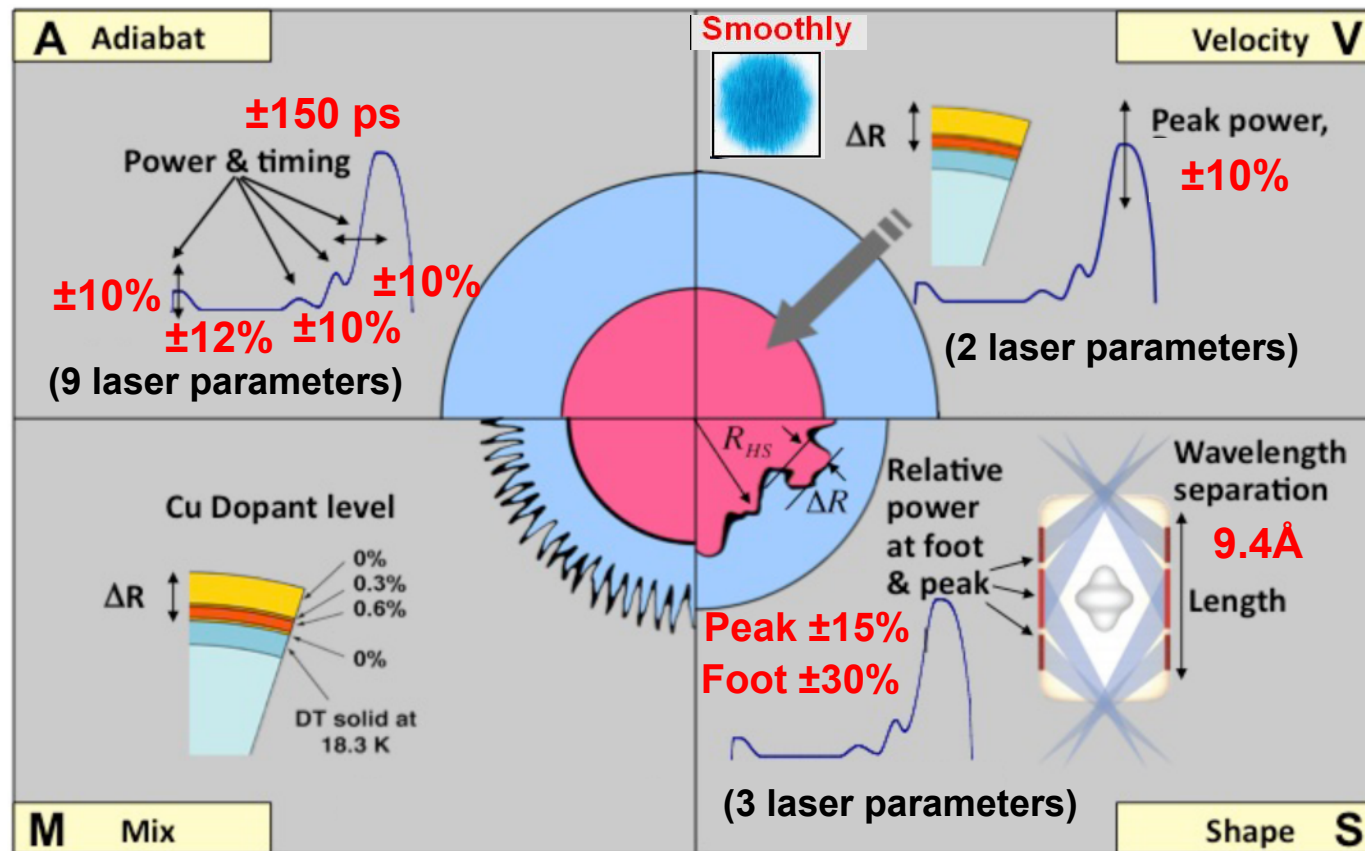 A Adiabat
±150 ps
Power & timing
±10%
±12%
±10%
±10%
(9 laser parameters)
Smoothly
Velocity V
ΔR
Peak power,
±10%
(2 laser parameters)
Cu Dopant level
ΔR
0%
0.3%
0.6%
0%
DT solid at
18.3 K
M Mix
R_HS
ΔR
Relative
power
at foot
& peak
Wavelength
separation
9.4Å
Length
Peak ±15%
Foot ±30%
(3 laser parameters)
Shape S